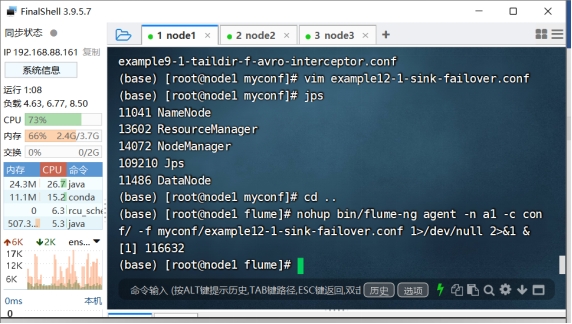 FinalShell 3.9.5.7
同步状态
IP 192.168.88.161 复制
系统信息
运行 1:08
负载 4.63, 6.77, 8.50
CPU 73%
内存 66% 2.4G/3.7G
交换 0% 0/2G
内存 CPU 命令
24.3M 26.7 java
11.1M 15.2 conda
0 6.3 rcu_sche
507.3... 5.3 java
6K 2K ens...
17K
12K
6K
0ms 本机
0
1 node1
2 node2
3 node3
+
example9-1-taildir-f-avro-interceptor.conf
(base) [root@node1 myconf]# vim example12-1-sink-failover.conf
(base) [root@node1 myconf]# jps
11041 NameNode
13602 ResourceManager
14072 NodeManager
109210 Jps
11486 DataNode
(base) [root@node1 myconf]# cd ..
(base) [root@node1 flume]# nohup bin/flume-ng agent -n a1 -c con
f/ -f myconf/example12-1-sink-failover.conf 1>/dev/null 2>&1 &
[1] 116632
(base) [root@node1 flume]#
命令输入 (按ALT键提示历史,TAB键路径,ESC键返回,双击
历史 选项